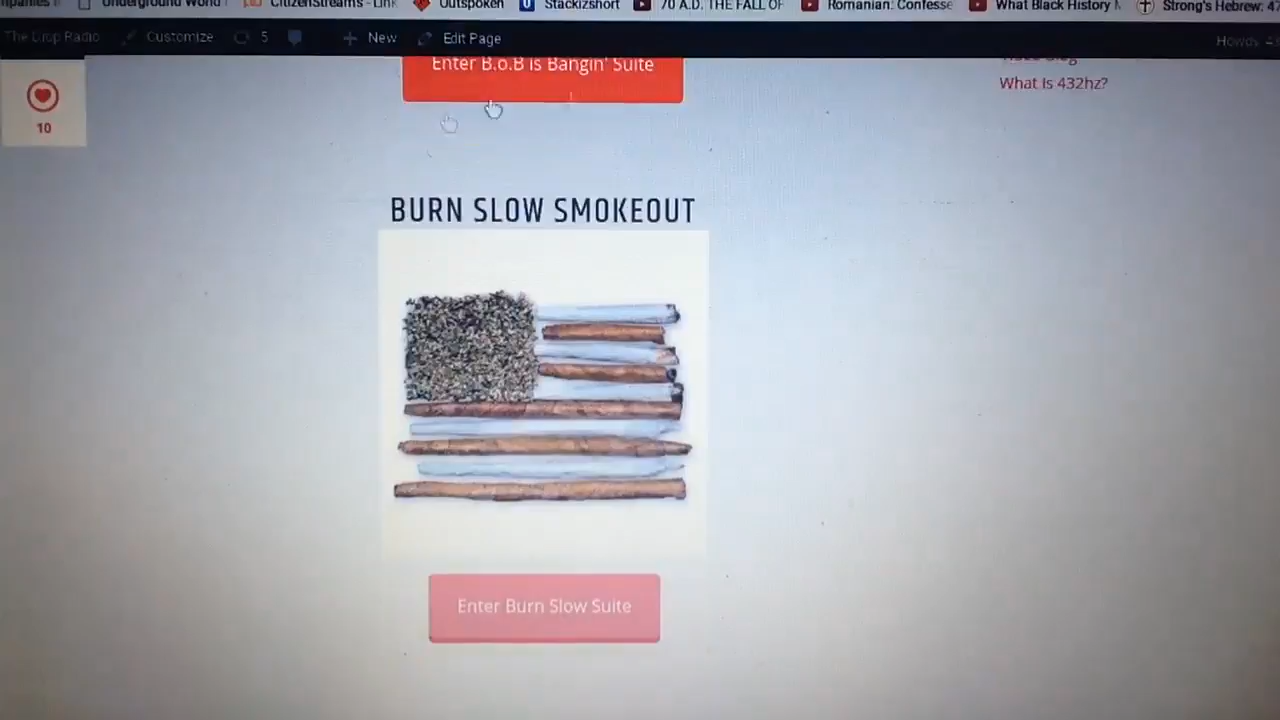 Underground World
CitizenStreams - Link
Outspoken
Stackizshort
70 A.D. THE FALL OF
Romanian: Confesse
What Black History M
Strong's Hebrew: 47
The Drop Radio
Customize
5
New
Edit Page
Howdy
Enter B.o.B is Bangin' Suite
What is 432hz?
10
BURN SLOW SMOKEOUT
Enter Burn Slow Suite